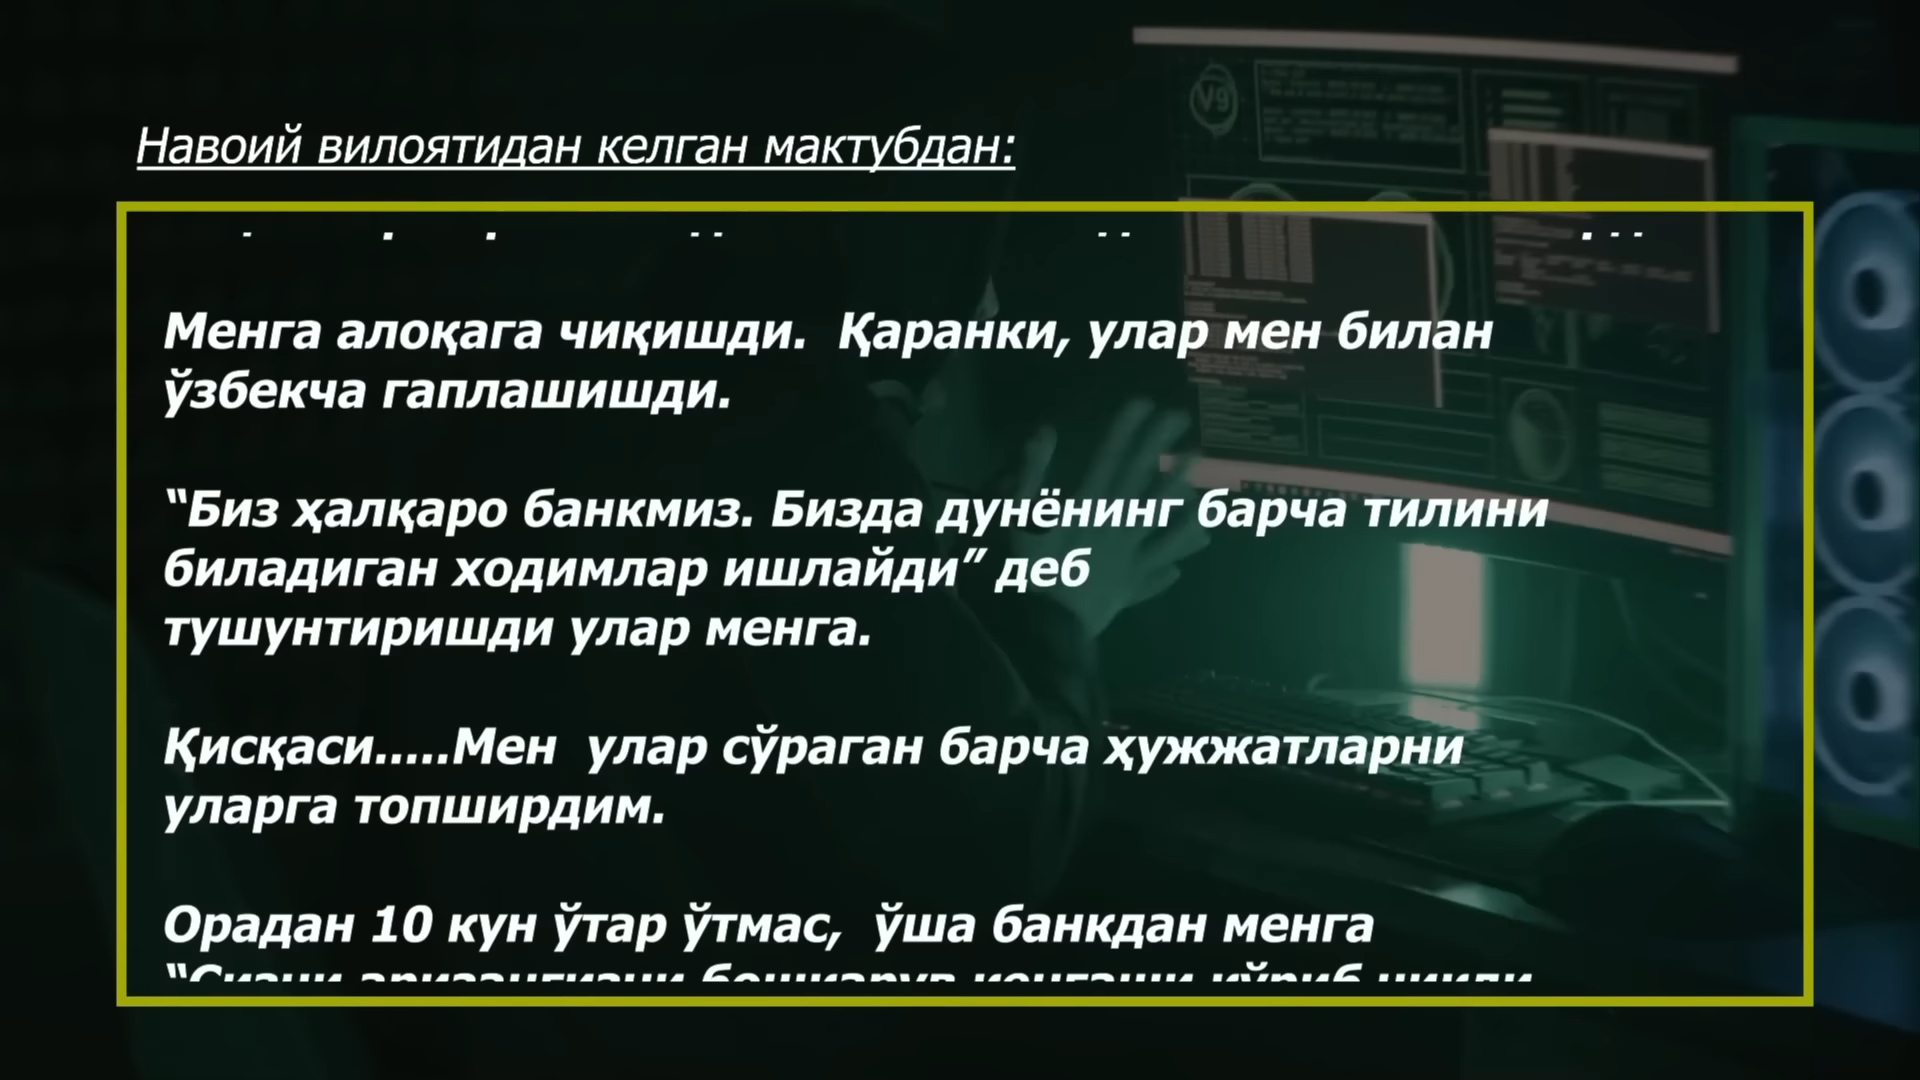 Навоий вилоятидан келган мактубдан:
Менга алоқага чиқишди. Қаранки, улар мен билан
ўзбекча гаплашишди.
“Биз ҳалқаро банкмиз. Бизда дунёнинг барча тилини
биладиган ходимлар ишлайди” деб
тушунтиришди улар менга.
Қисқаси.....Мен улар сўраган барча ҳужжатларни
уларга топширдим.
Орадан 10 кун ўтар ўтмас, ўша банкдан менга
V9